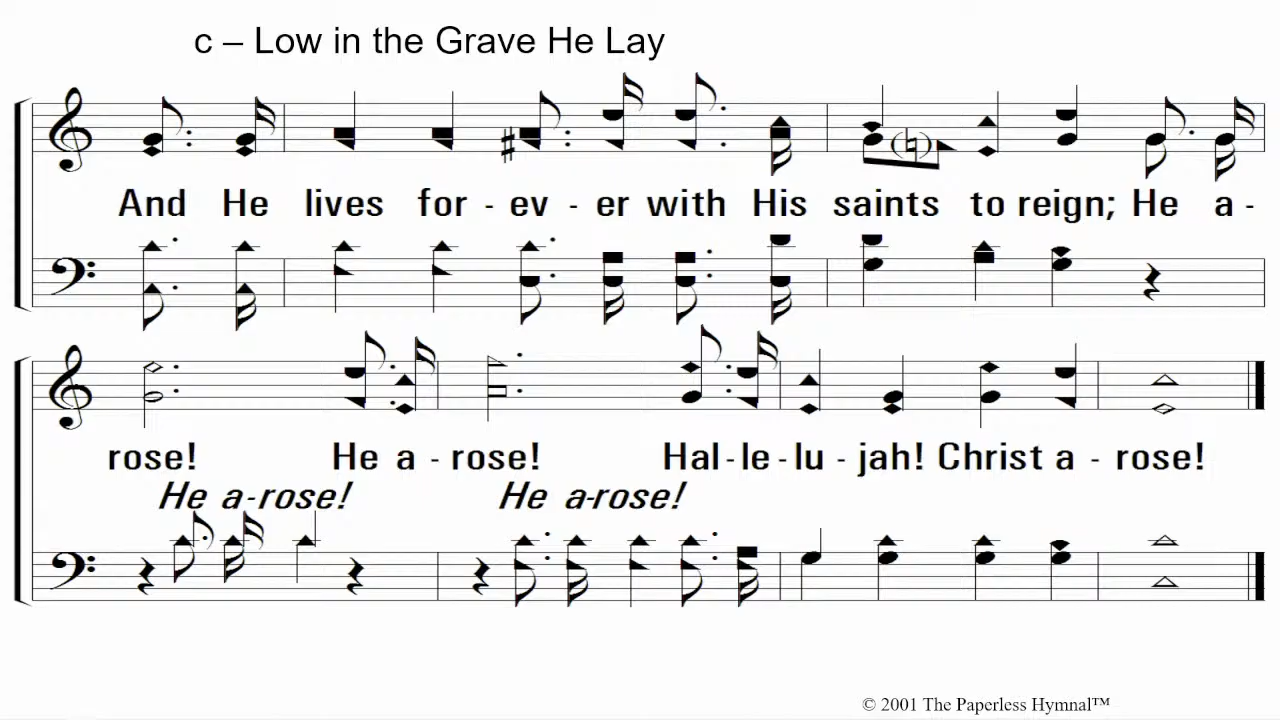 c – Low in the Grave He Lay
And He lives for - ev - er with His saints to reign; He a -
rose! He a - rose! Hal - le - lu - jah! Christ a - rose!
He a-rose! He a-rose!
© 2001 The Paperless Hymnal™